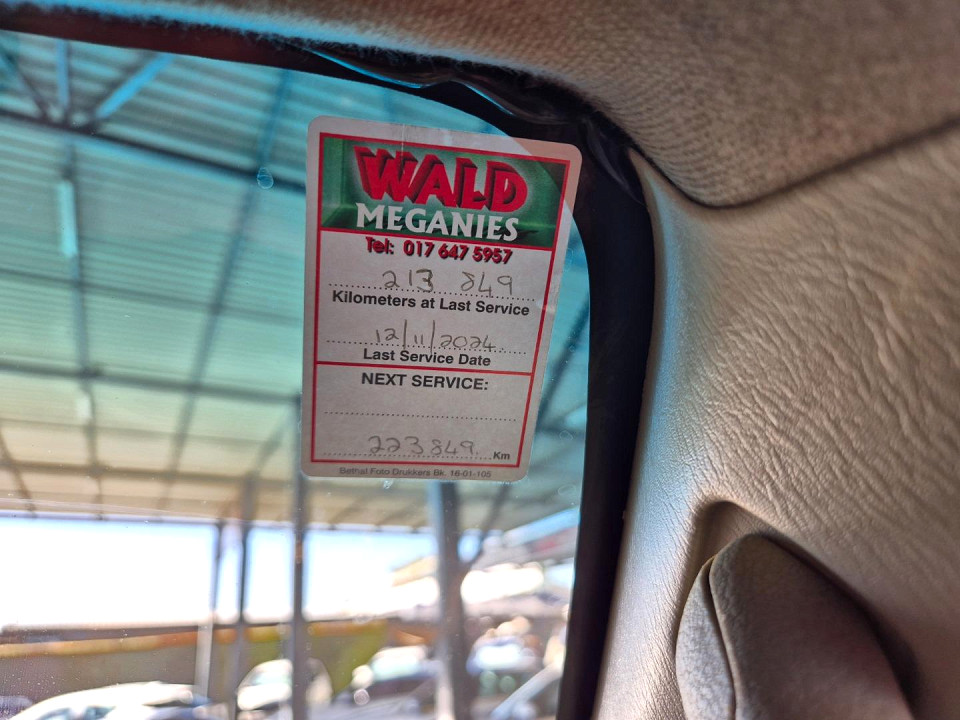 WALD
MEGANIES
Tel: 017 647 5957
213 849
Kilometers at Last Service
12/11/2024
Last Service Date
NEXT SERVICE:
223849 Km
Bethal Foto Drukkers Bk. 16-01-105